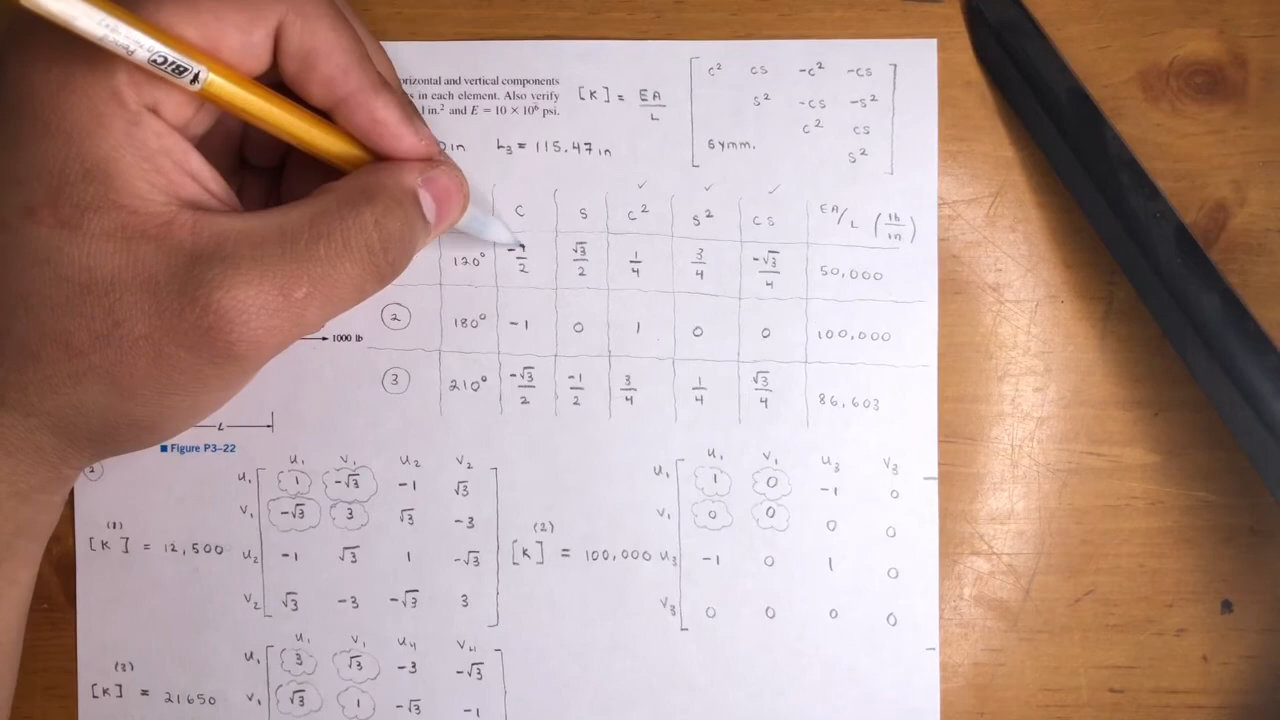 BIC
orizontal and vertical components
s in each element. Also verify
in.² and E = 10 × 10⁶ psi.
[K] = EA/L
c² cs -c² -cs
s² -cs -s²
c² cs
Symm. s²
in L₃ = 115.47 in
✓ ✓ ✓
C S C² S² CS EA/L (lb/in)
120° -1/2 √3/2 1/4 3/4 -√3/4 50,000
2 180° -1 0 1 0 0 100,000
3 210° -√3/2 -1/2 3/4 1/4 √3/4 86,603
1000 lb
L
■ Figure P3-22
2
u₁ v₁ u₂ v₂
u₁ 1 -√3 -1 √3
v₁ -√3 3 √3 -3
(1)
[K] = 12,500
u₂ -1 √3 1 -√3
v₂ √3 -3 -√3 3
u₁ v₁ u₃ v₃
u₁ 1 0 -1 0
v₁ 0 0 0 0
(2)
[K] = 100,000
u₃ -1 0 1 0
v₃ 0 0 0 0
u₁ v₁ u₄ v₄
u₁ 3 √3 -3 -√3
(3)
[K] = 21650
v₁ √3 1 -√3 -1